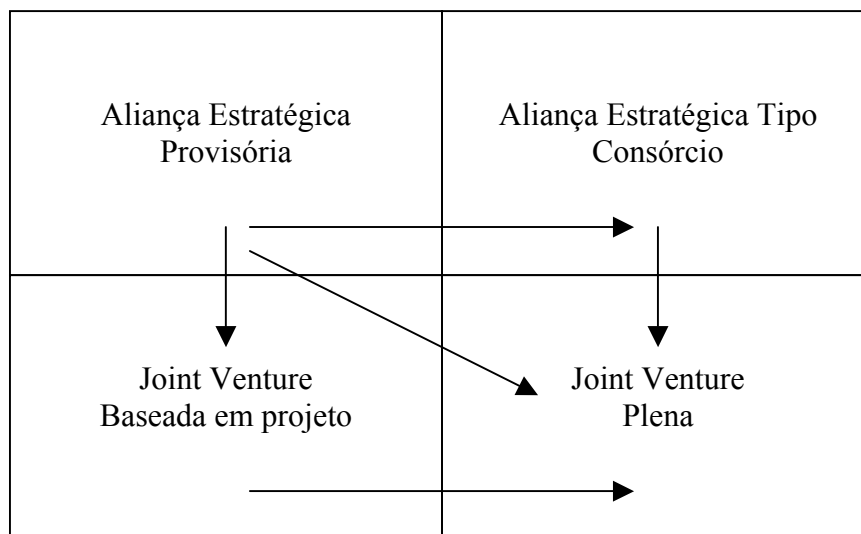 Aliança Estratégica
Provisória
Aliança Estratégica Tipo
Consórcio
Joint Venture
Baseada em projeto
Joint Venture
Plena